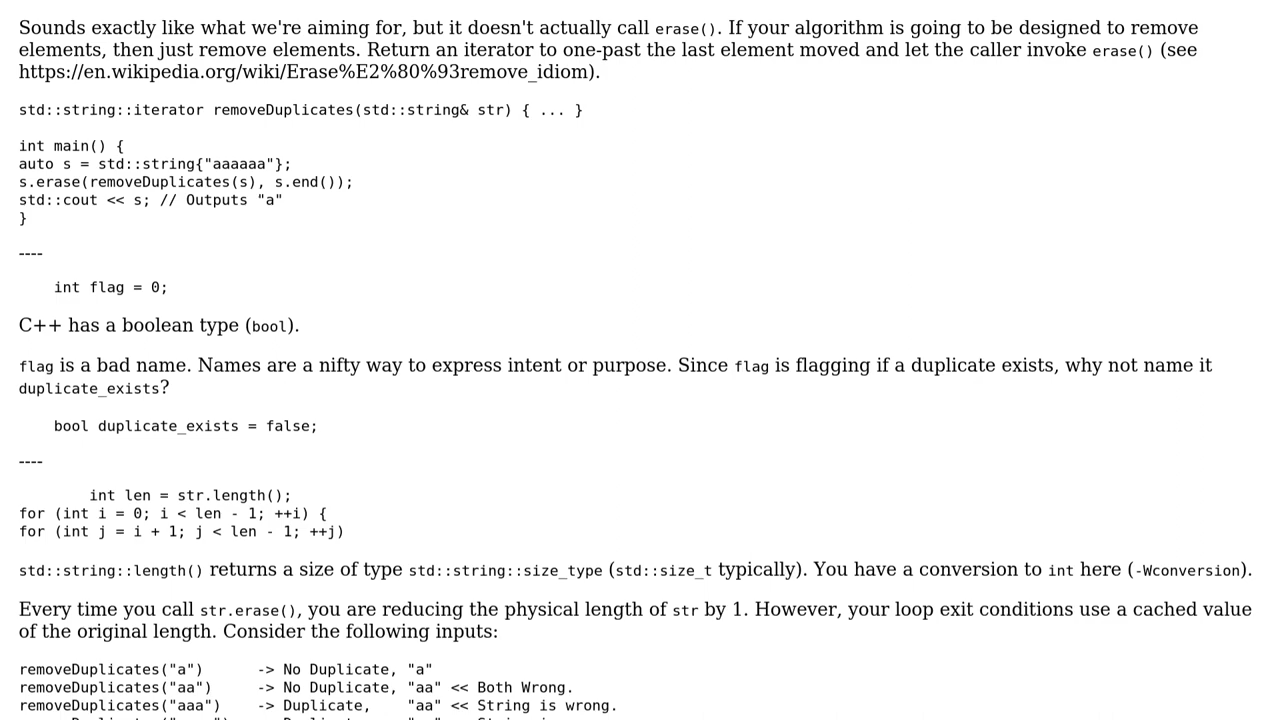 Sounds exactly like what we're aiming for, but it doesn't actually call erase(). If your algorithm is going to be designed to remove
elements, then just remove elements. Return an iterator to one-past the last element moved and let the caller invoke erase() (see
https://en.wikipedia.org/wiki/Erase%E2%80%93remove_idiom).
std::string::iterator removeDuplicates(std::string& str) { ... }
int main() {
auto s = std::string{"aaaaaa"};
s.erase(removeDuplicates(s), s.end());
std::cout << s; // Outputs "a"
}
----
int flag = 0;
C++ has a boolean type (bool).
flag is a bad name. Names are a nifty way to express intent or purpose. Since flag is flagging if a duplicate exists, why not name it
duplicate_exists?
bool duplicate_exists = false;
----
int len = str.length();
for (int i = 0; i < len - 1; ++i) {
for (int j = i + 1; j < len - 1; ++j)
std::string::length() returns a size of type std::string::size_type (std::size_t typically). You have a conversion to int here (-Wconversion).
Every time you call str.erase(), you are reducing the physical length of str by 1. However, your loop exit conditions use a cached value
of the original length. Consider the following inputs:
removeDuplicates("a") -> No Duplicate, "a"
removeDuplicates("aa") -> No Duplicate, "aa" << Both Wrong.
removeDuplicates("aaa") -> Duplicate, "aa" << String is wrong.